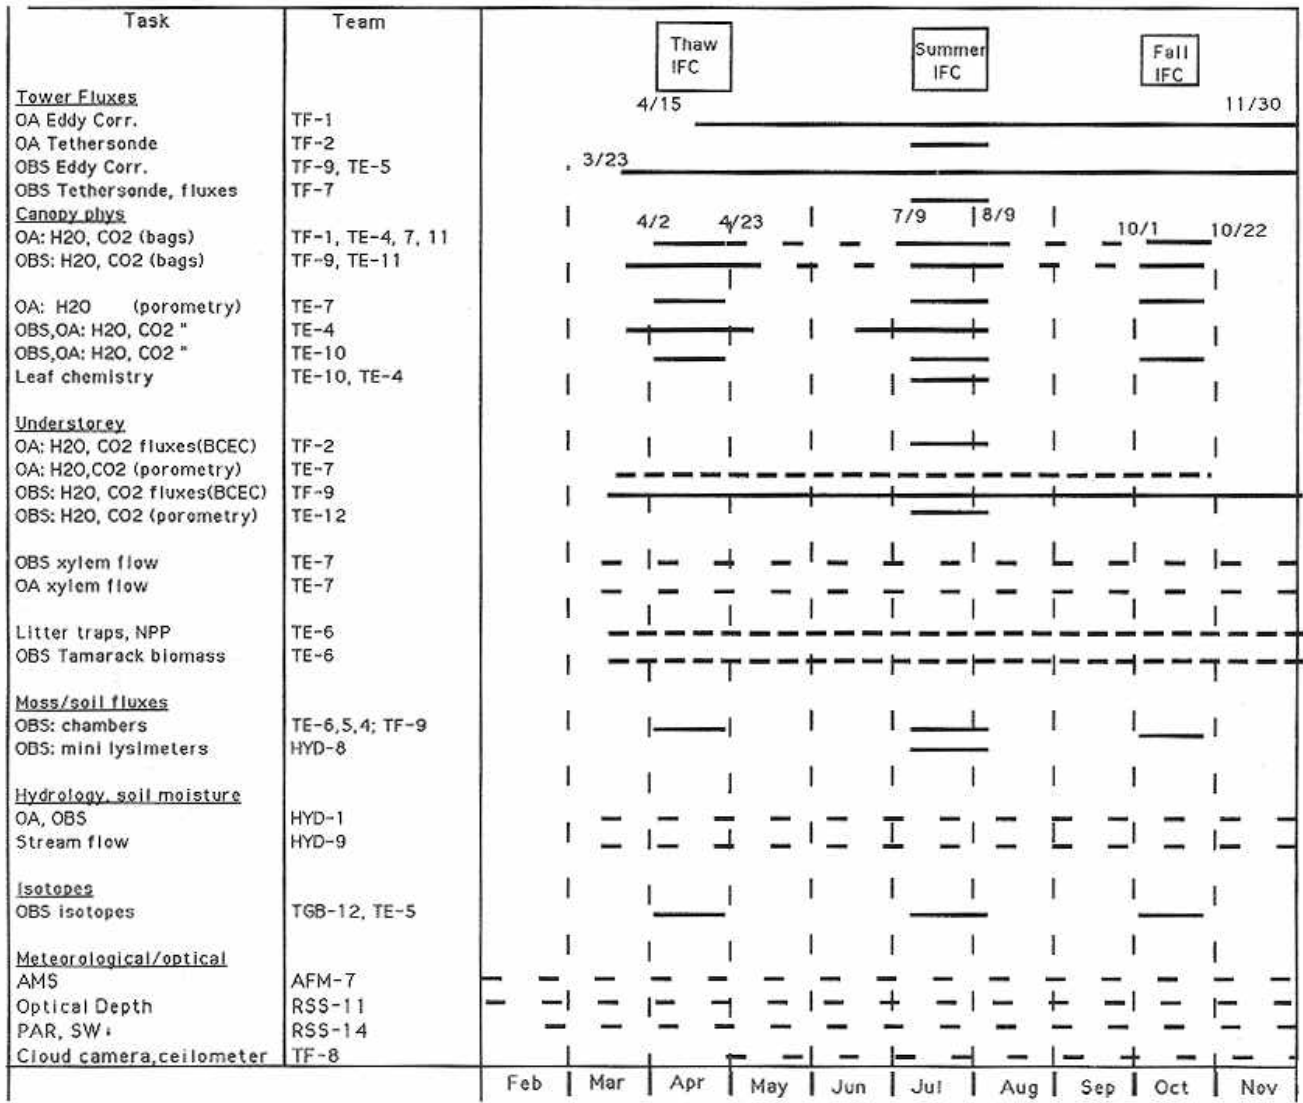 Task Team
Thaw IFC
Summer IFC
Fall IFC
Tower Fluxes 4/15 11/30
OA Eddy Corr. TF-1
OA Tethersonde TF-2
OBS Eddy Corr. TF-9, TE-5 3/23
OBS Tethersonde, fluxes TF-7
Canopy phys 4/2 4/23 7/9 8/9 10/1 10/22
OA: H2O, CO2 (bags) TF-1, TE-4, 7, 11
OBS: H2O, CO2 (bags) TF-9, TE-11
OA: H2O (porometry) TE-7
OBS,OA: H2O, CO2 " TE-4
OBS,OA: H2O, CO2 " TE-10
Leaf chemistry TE-10, TE-4
Understorey
OA: H2O, CO2 fluxes(BCEC) TF-2
OA: H2O,CO2 (porometry) TE-7
OBS: H2O, CO2 fluxes(BCEC) TF-9
OBS: H2O, CO2 (porometry) TE-12
OBS xylem flow TE-7
OA xylem flow TE-7
Litter traps, NPP TE-6
OBS Tamarack biomass TE-6
Moss/soil fluxes
OBS: chambers TE-6,5,4; TF-9
OBS: mini lysimeters HYD-8
Hydrology, soil moisture
OA, OBS HYD-1
Stream flow HYD-9
Isotopes
OBS isotopes TGB-12, TE-5
Meteorological/optical
AMS AFM-7
Optical Depth RSS-11
PAR, SW↓ RSS-14
Cloud camera,ceilometer TF-8
Feb Mar Apr May Jun Jul Aug Sep Oct Nov